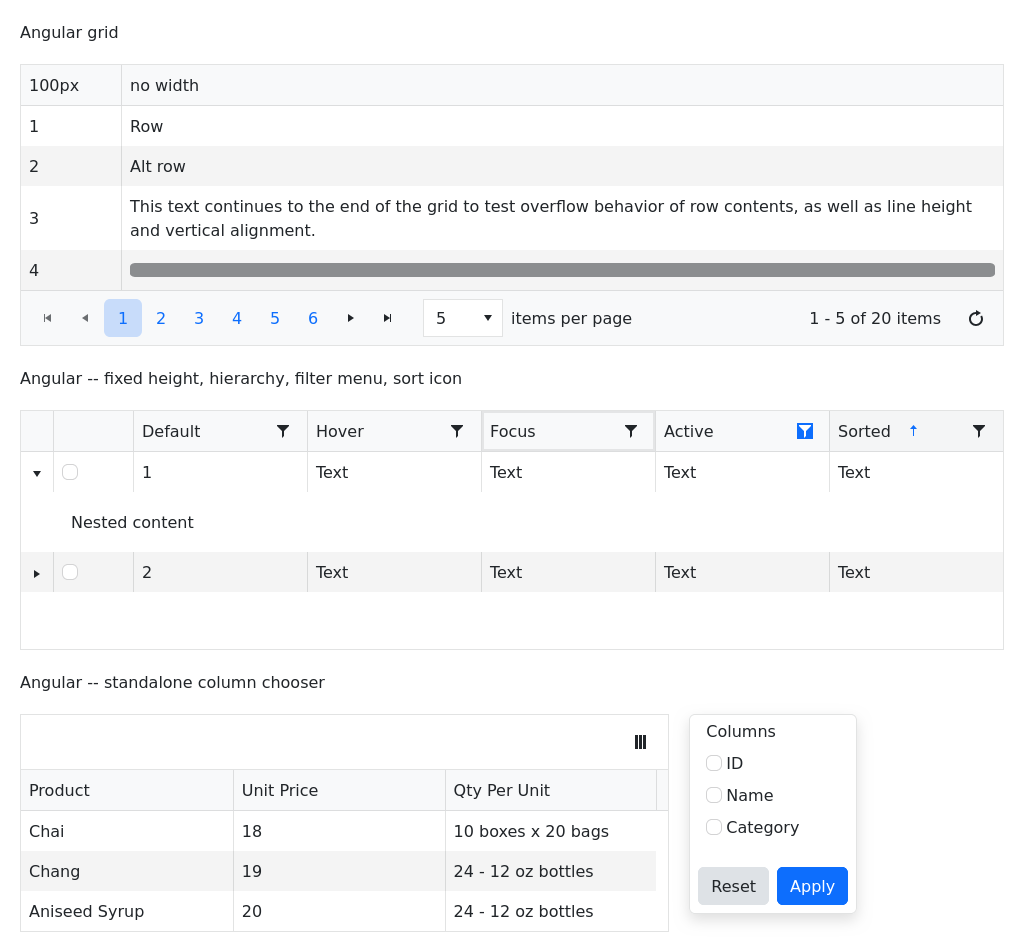 Angular grid
100px no width
1 Row
2 Alt row
3 This text continues to the end of the grid to test overflow behavior of row contents, as well as line height
and vertical alignment.
4
1 2 3 4 5 6 5 items per page 1 - 5 of 20 items
Angular -- fixed height, hierarchy, filter menu, sort icon
Default Hover Focus Active Sorted
1 Text Text Text Text
Nested content
2 Text Text Text Text
Angular -- standalone column chooser
Product Unit Price Qty Per Unit
Chai 18 10 boxes x 20 bags
Chang 19 24 - 12 oz bottles
Aniseed Syrup 20 24 - 12 oz bottles
Columns
ID
Name
Category
Reset Apply